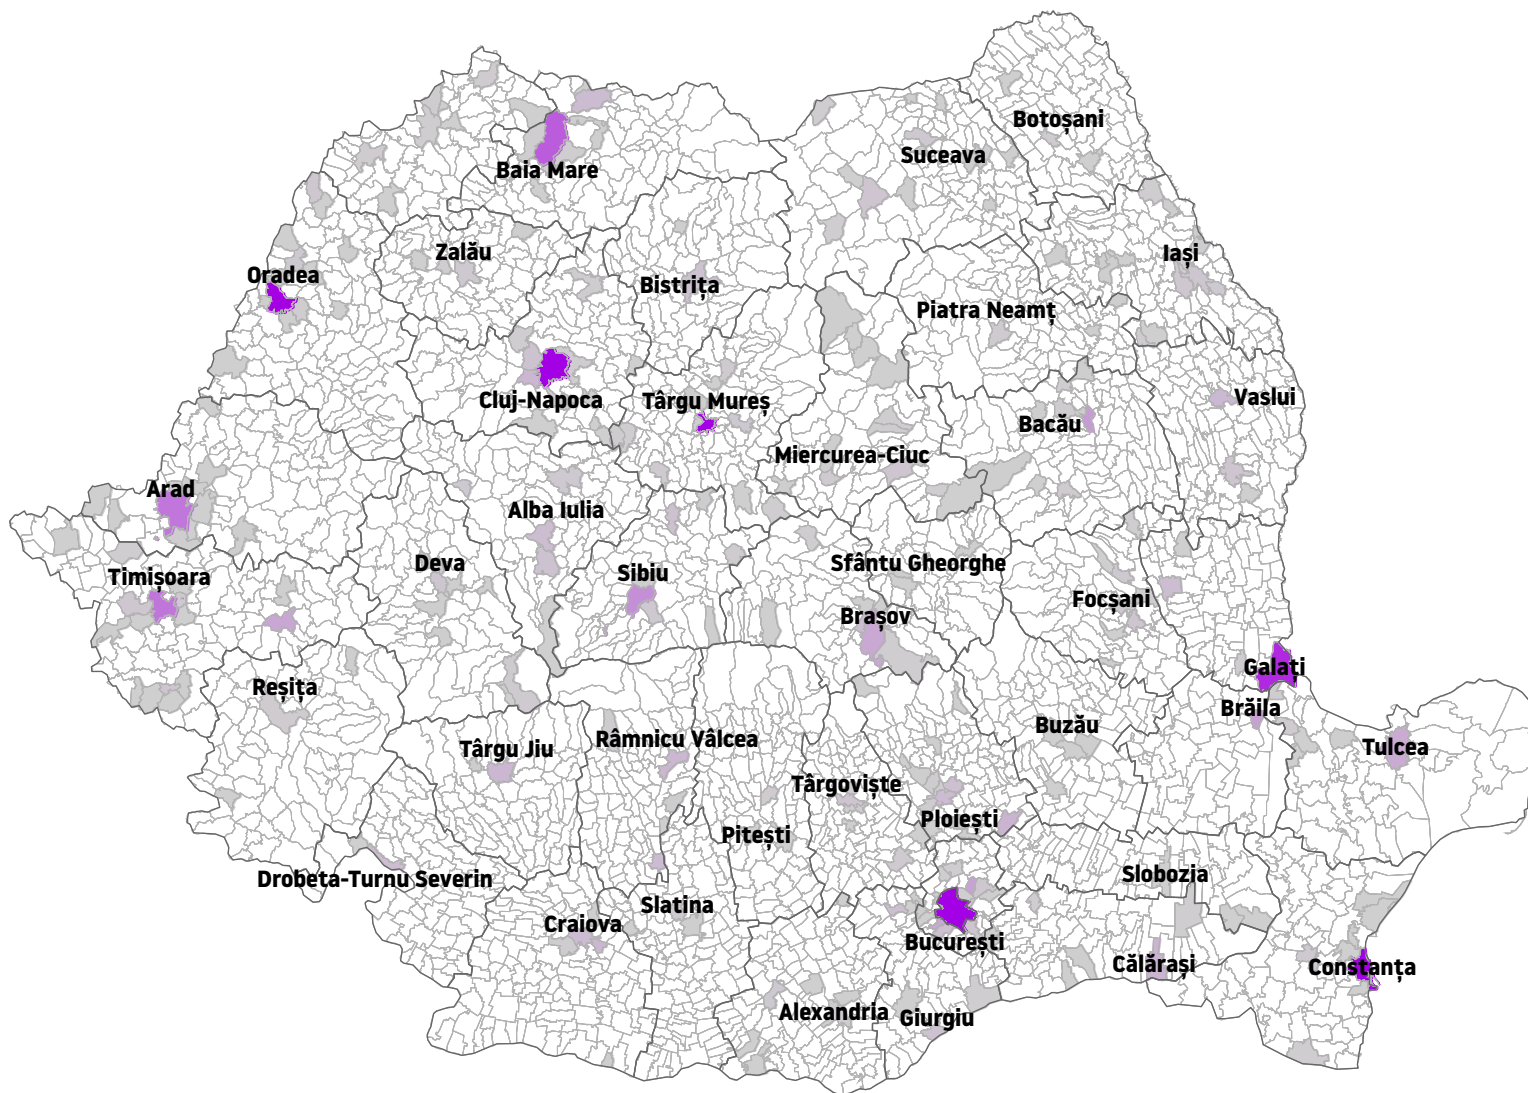 Botoșani
Suceava
Baia Mare
Zalău
Iași
Oradea
Bistrița
Piatra Neamț
Cluj-Napoca
Târgu Mureș
Vaslui
Bacău
Miercurea-Ciuc
Arad
Alba Iulia
Deva
Sibiu
Sfântu Gheorghe
Timișoara
Focșani
Brașov
Galați
Reșița
Brăila
Buzău
Târgu Jiu
Râmnicu Vâlcea
Tulcea
Târgoviște
Ploiești
Pitești
Slobozia
Drobeta-Turnu Severin
Slatina
Craiova
București
Călărași
Constanța
Alexandria
Giurgiu